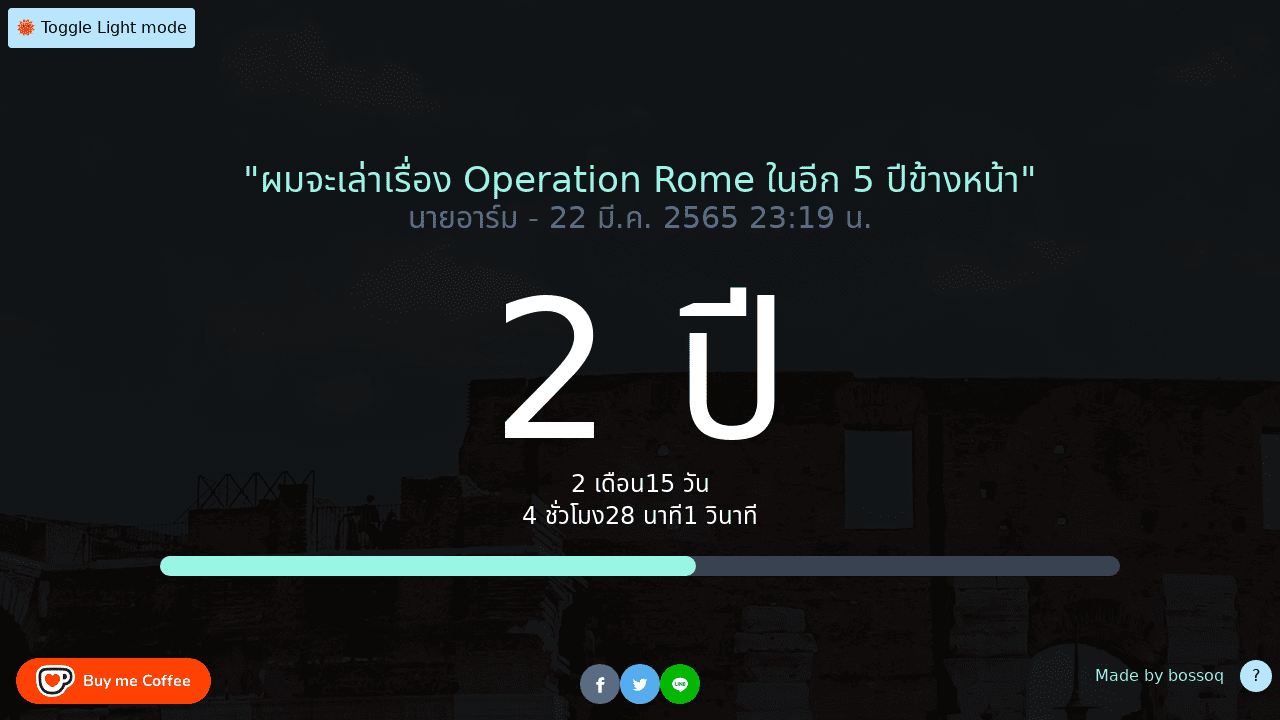 Toggle Light mode
"ผมจะเล่าเรื่อง Operation Rome ในอีก 5 ปีข้างหน้า"
นายอาร์ม - 22 มี.ค. 2565 23:19 น.
2 ปี
2 เดือน15 วัน
4 ชั่วโมง28 นาที1 วินาที
Buy me Coffee
LINE
Made by bossoq
?